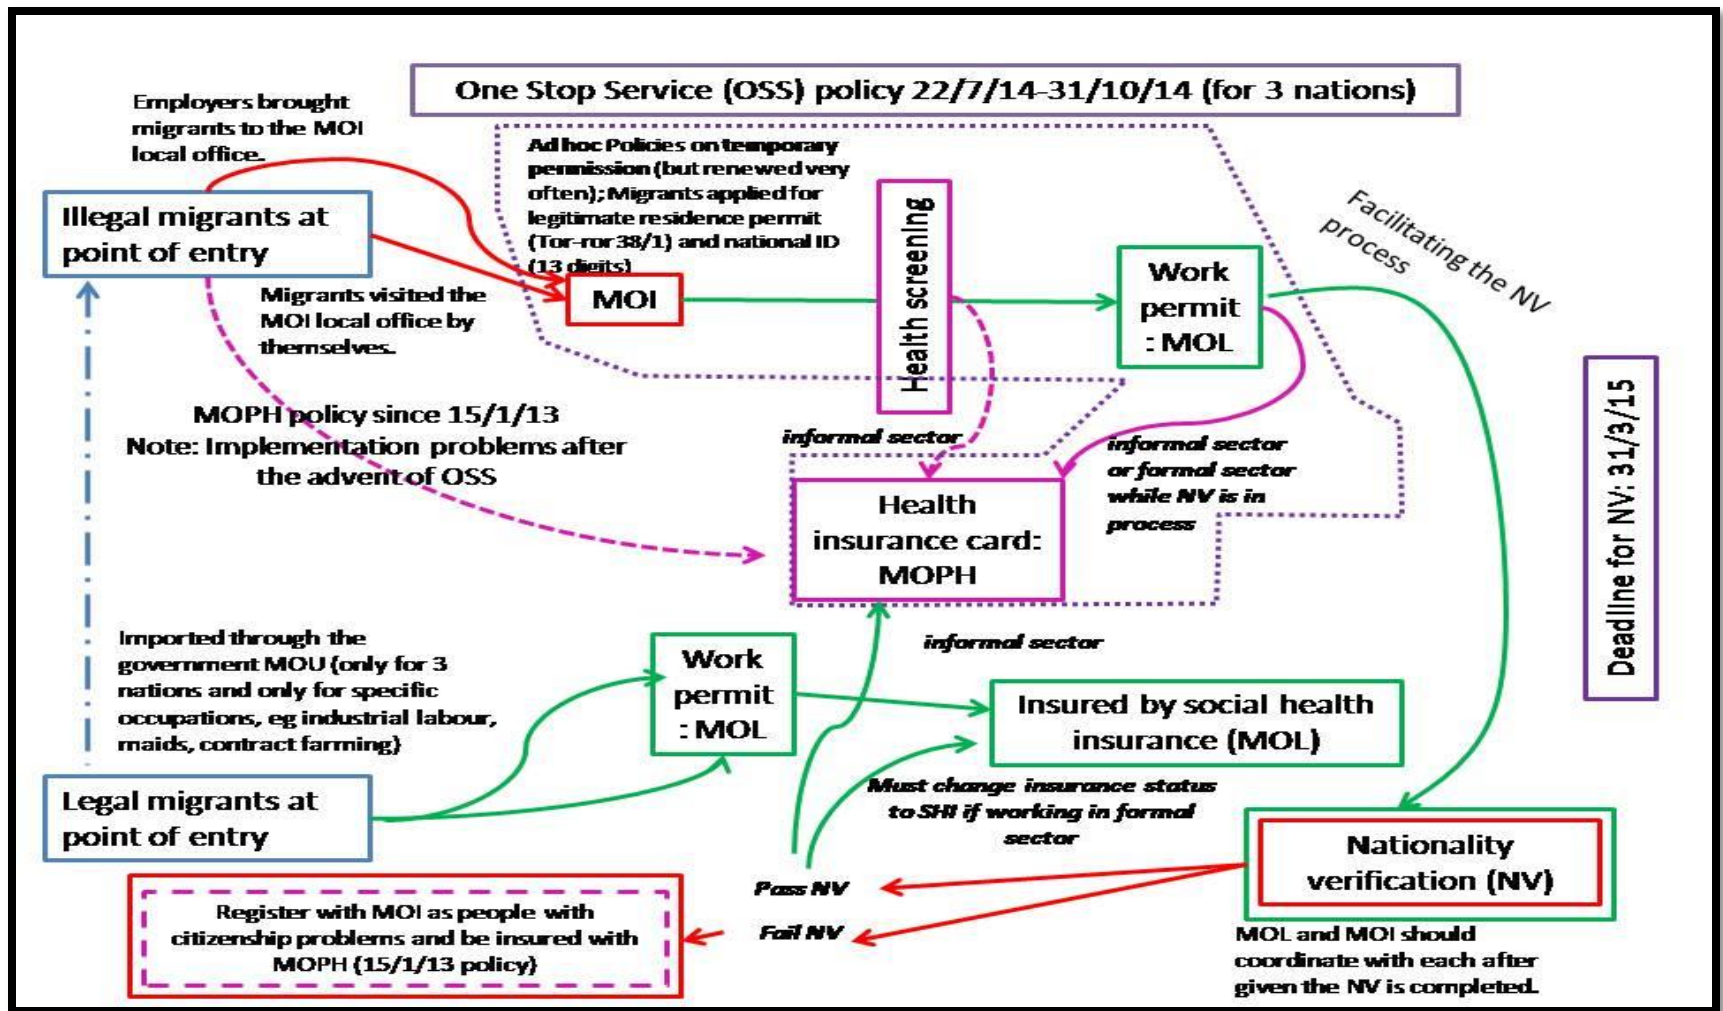 One Stop Service (OSS) policy 22/7/14-31/10/14 (for 3 nations)
Employers brought
migrants to the MOI
local office.
Ad hoc Policies on temporary
permission (but renewed very
often); Migrants applied for
legitimate residence permit
(Tor-ror 38/1) and national ID
(13 digits)
Illegal migrants at
point of entry
Migrants visited the
MOI local office by
themselves.
MOI
Health screening
Work
permit
: MOL
Facilitating the NV
process
Deadline for NV: 31/3/15
MOPH policy since 15/1/13
Note: Implementation problems after
the advent of OSS
informal sector
informal sector
or formal sector
while NV is in
process
Health
insurance card:
MOPH
informal sector
Imported through the
government MOU (only for 3
nations and only for specific
occupations, eg industrial labour,
maids, contract farming)
Work
permit
: MOL
Insured by social health
insurance (MOL)
Legal migrants at
point of entry
Must change insurance status
to SHI if working in formal
sector
Nationality
verification (NV)
Pass NV
Fail NV
Register with MOI as people with
citizenship problems and be insured with
MOPH (15/1/13 policy)
MOL and MOI should
coordinate with each after
given the NV is completed.